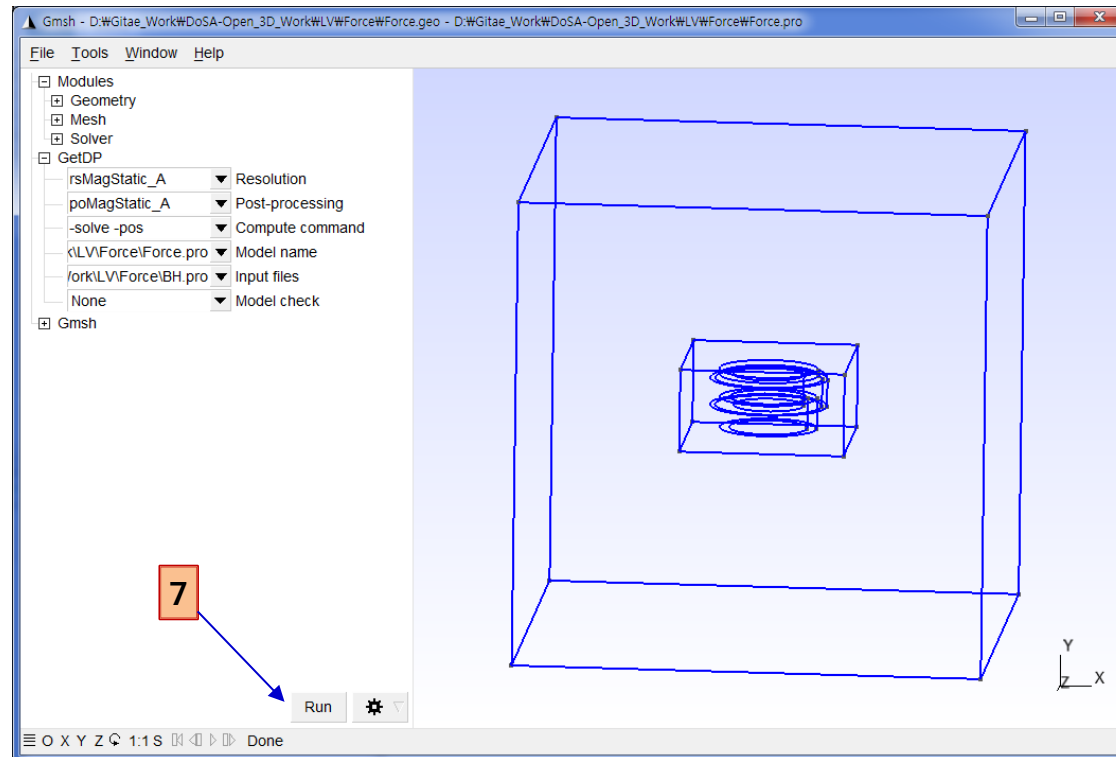 Gmsh - D:₩Gitae_Work₩DoSA-Open_3D_Work₩LV₩Force₩Force.geo - D:₩Gitae_Work₩DoSA-Open_3D_Work₩LV₩Force₩Force.pro
File Tools Window Help
Modules
Geometry
Mesh
Solver
GetDP
rsMagStatic_A Resolution
poMagStatic_A Post-processing
-solve -pos Compute command
\LV\Force\Force.pro Model name
/ork\LV\Force\BH.pro Input files
None Model check
Gmsh
7
Run
Y
Z X
O X Y Z 1:1 S Done